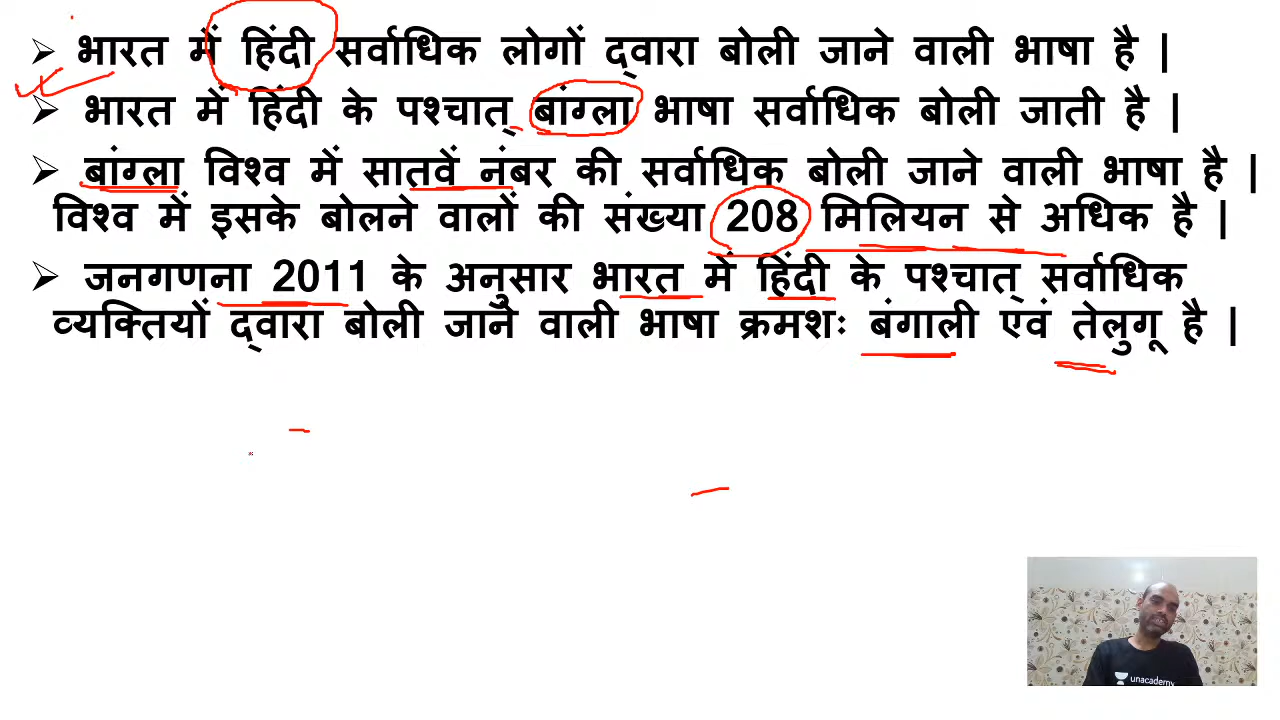 ➢ भारत में हिंदी सर्वाधिक लोगों द्वारा बोली जाने वाली भाषा है |
➢ भारत में हिंदी के पश्चात् बांग्ला भाषा सर्वाधिक बोली जाती है |
➢ बांग्ला विश्व में सातवें नंबर की सर्वाधिक बोली जाने वाली भाषा है |
विश्व में इसके बोलने वालों की संख्या 208 मिलियन से अधिक है |
➢ जनगणना 2011 के अनुसार भारत में हिंदी के पश्चात् सर्वाधिक
व्यक्तियों द्वारा बोली जाने वाली भाषा क्रमशः बंगाली एवं तेलुगू है |
unacademy